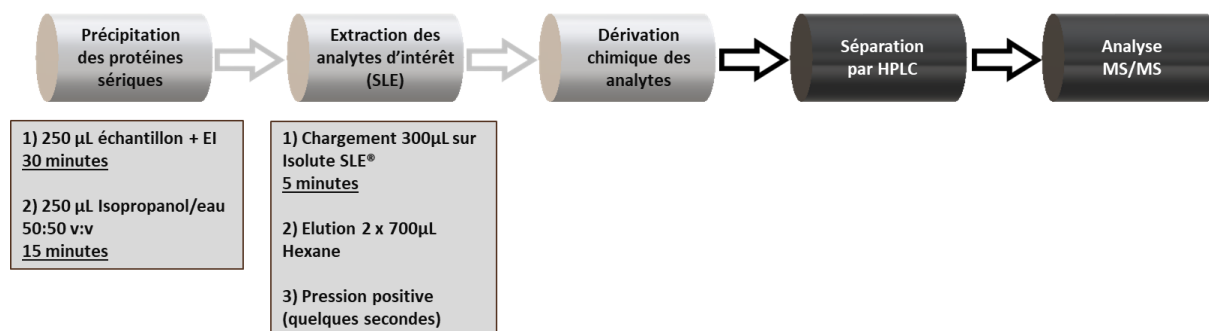 Précipitation
des protéines
sériques
Extraction des
analytes d'intérêt
(SLE)
Dérivation
chimique des
analytes
Séparation
par HPLC
Analyse
MS/MS
1) 250 µL échantillon + EI
30 minutes
2) 250 µL Isopropanol/eau
50:50 v:v
15 minutes
1) Chargement 300µL sur
Isolute SLE®
5 minutes
2) Elution 2 x 700µL
Hexane
3) Pression positive
(quelques secondes)